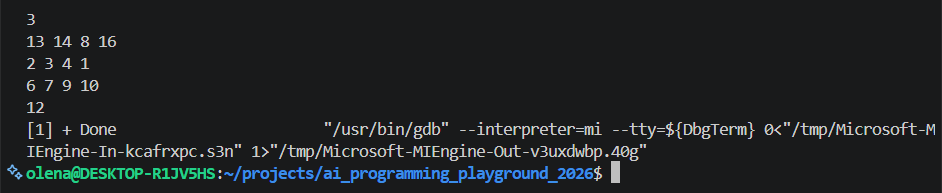 3
13 14 8 16
2 3 4 1
6 7 9 10
12
[1] + Done                       "/usr/bin/gdb" --interpreter=mi --tty=${DbgTerm} 0<"/tmp/Microsoft-M
IEngine-In-kcafrxpc.s3n" 1>"/tmp/Microsoft-MIEngine-Out-v3uxdwbp.40g"
olena@DESKTOP-R1JV5HS:~/projects/ai_programming_playground_2026$